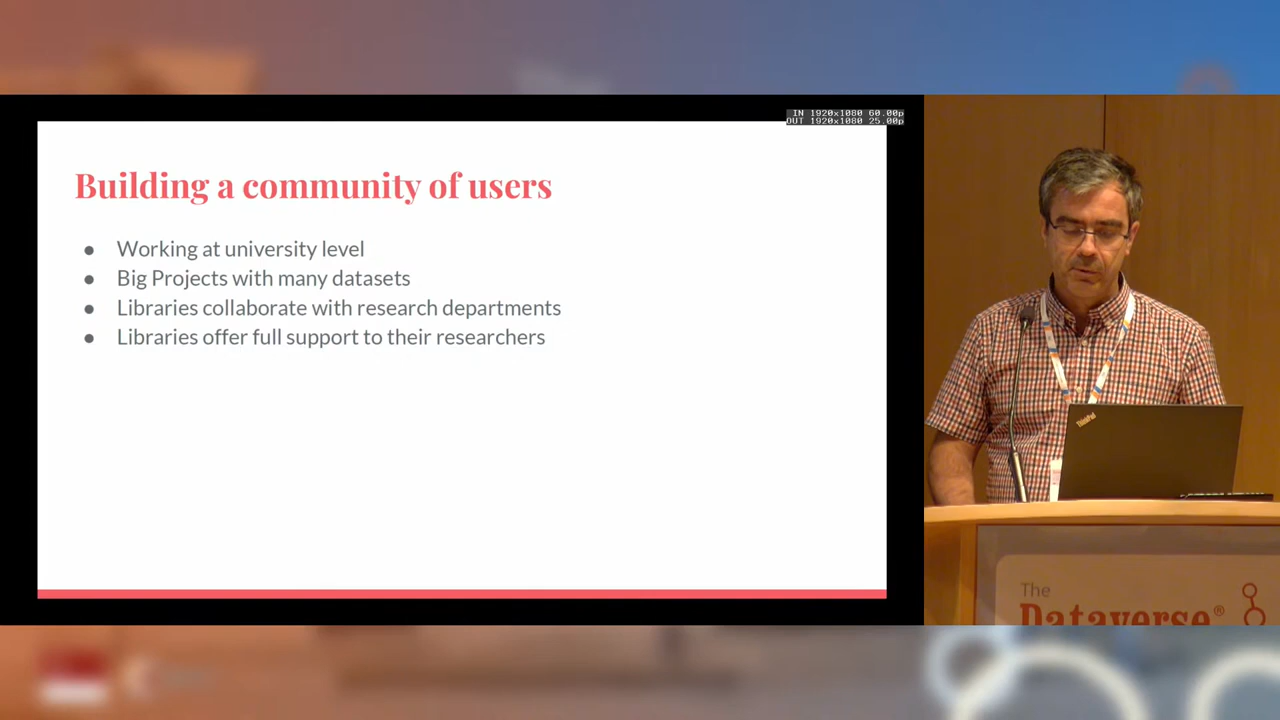 IN 1920x1080 60.00p
OUT 1920x1080 25.00p
Building a community of users
● Working at university level
● Big Projects with many datasets
● Libraries collaborate with research departments
● Libraries offer full support to their researchers
ThinkPad
The
Dataverse®